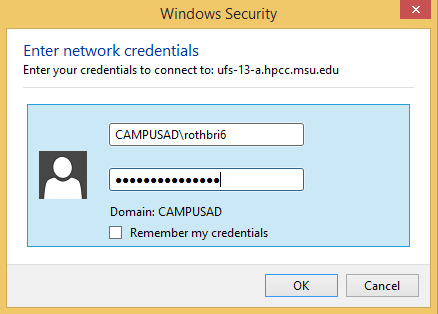 Windows Security
Enter network credentials
Enter your credentials to connect to: ufs-13-a.hpcc.msu.edu
CAMPUSAD\rothbri6
●●●●●●●●●●●●●●●
Domain: CAMPUSAD
Remember my credentials
OK
Cancel